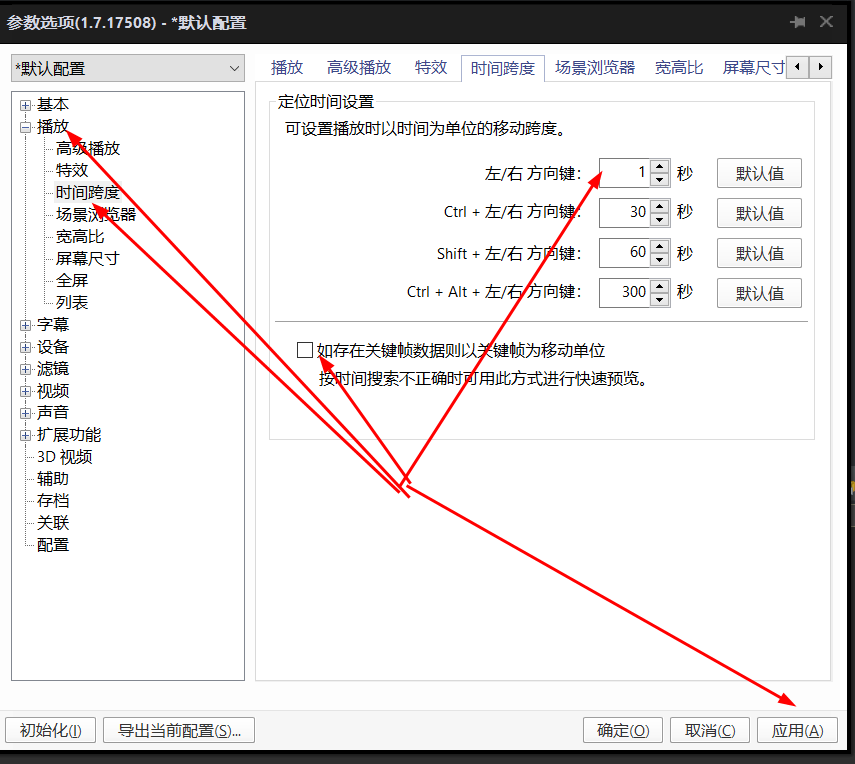 参数选项(1.7.17508) - *默认配置
*默认配置
播放 高级播放 特效 时间跨度 场景浏览器 宽高比 屏幕尺寸
基本
播放
高级播放
特效
时间跨度
场景浏览器
宽高比
屏幕尺寸
全屏
列表
字幕
设备
滤镜
视频
声音
扩展功能
3D 视频
辅助
存档
关联
配置
定位时间设置
可设置播放时以时间为单位的移动跨度。
左/右 方向键： 1 秒 默认值
Ctrl + 左/右 方向键： 30 秒 默认值
Shift + 左/右 方向键： 60 秒 默认值
Ctrl + Alt + 左/右 方向键： 300 秒 默认值
如存在关键帧数据则以关键帧为移动单位
按时间搜索不正确时可用此方式进行快速预览。
初始化(I) 导出当前配置(S)... 确定(O) 取消(C) 应用(A)